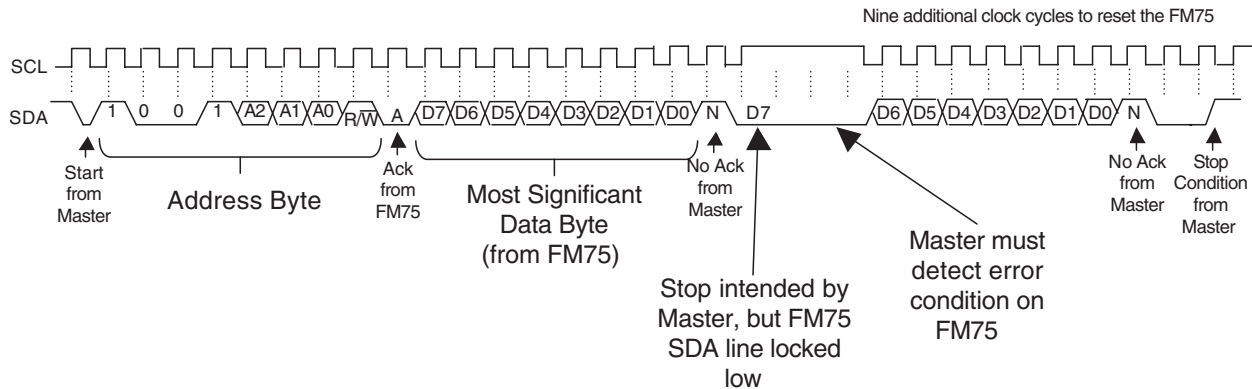 Nine additional clock cycles to reset the FM75
SCL
SDA
1 0 0 1 A2 A1 A0 R/W A D7 D6 D5 D4 D3 D2 D1 D0 N D7 D6 D5 D4 D3 D2 D1 D0 N
Start
from
Master
Address Byte
Ack
from
FM75
Most Significant
Data Byte
(from FM75)
No Ack
from
Master
Stop intended by
Master, but FM75
SDA line locked
low
Master must
detect error
condition on
FM75
No Ack
from
Master
Stop
Condition
from
Master